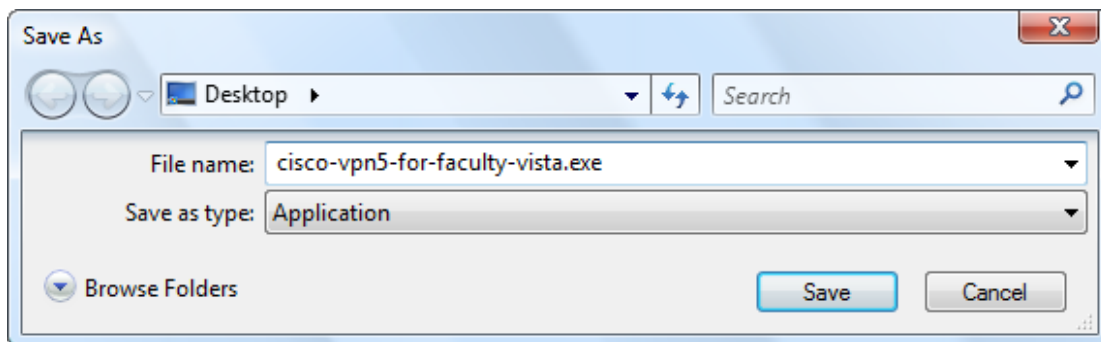 Save As
Desktop
Search
File name: cisco-vpn5-for-faculty-vista.exe
Save as type: Application
Browse Folders
Save
Cancel